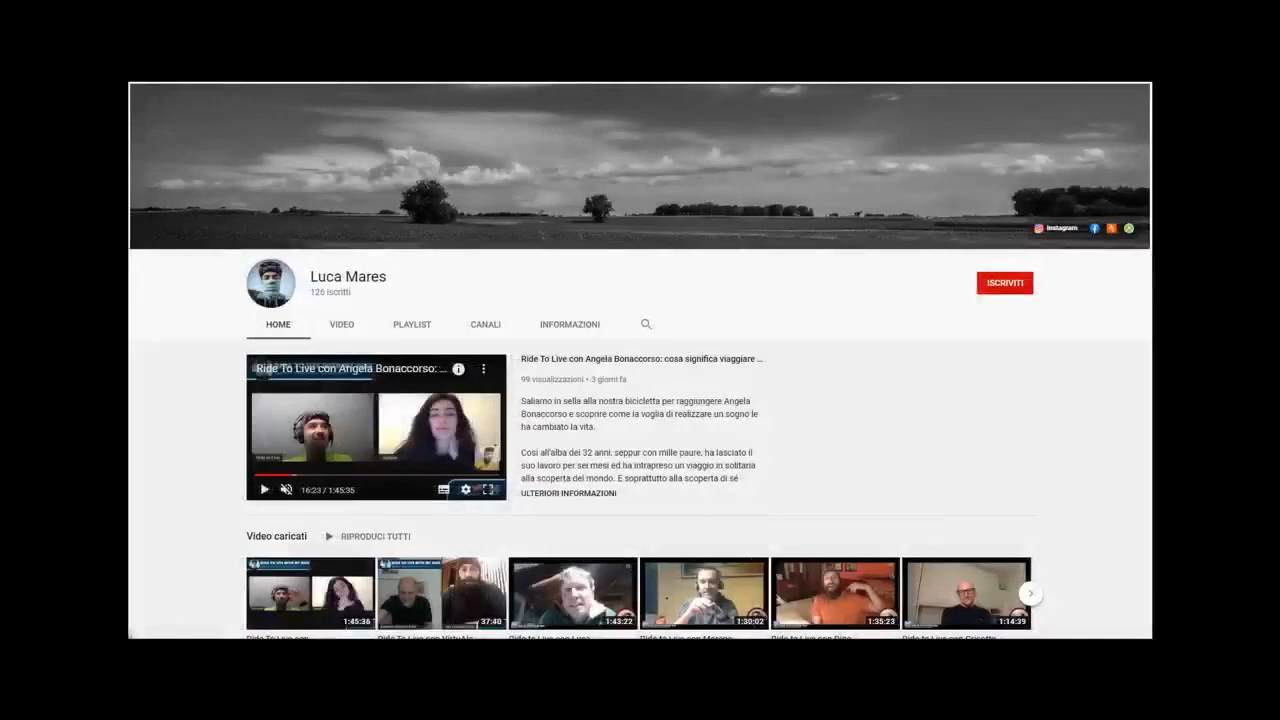 Instagram
Luca Mares
126 iscritti
ISCRIVITI
HOME
VIDEO
PLAYLIST
CANALI
INFORMAZIONI
Ride To Live con Angela Bonaccorso: ...
16:23 / 1:45:35
Ride To Live con Angela Bonaccorso: cosa significa viaggiare ...
99 visualizzazioni • 3 giorni fa
Saliamo in sella alla nostra bicicletta per raggiungere Angela
Bonaccorso e scoprire come la voglia di realizzare un sogno le
ha cambiato la vita.
Così all'alba dei 32 anni, seppur con mille paure, ha lasciato il
suo lavoro per sei mesi ed ha intrapreso un viaggio in solitaria
alla scoperta del mondo. E soprattutto alla scoperta di sé
ULTERIORI INFORMAZIONI
Video caricati
RIPRODUCI TUTTI
1:45:36
37:40
1:43:22
1:30:02
1:35:23
1:14:39